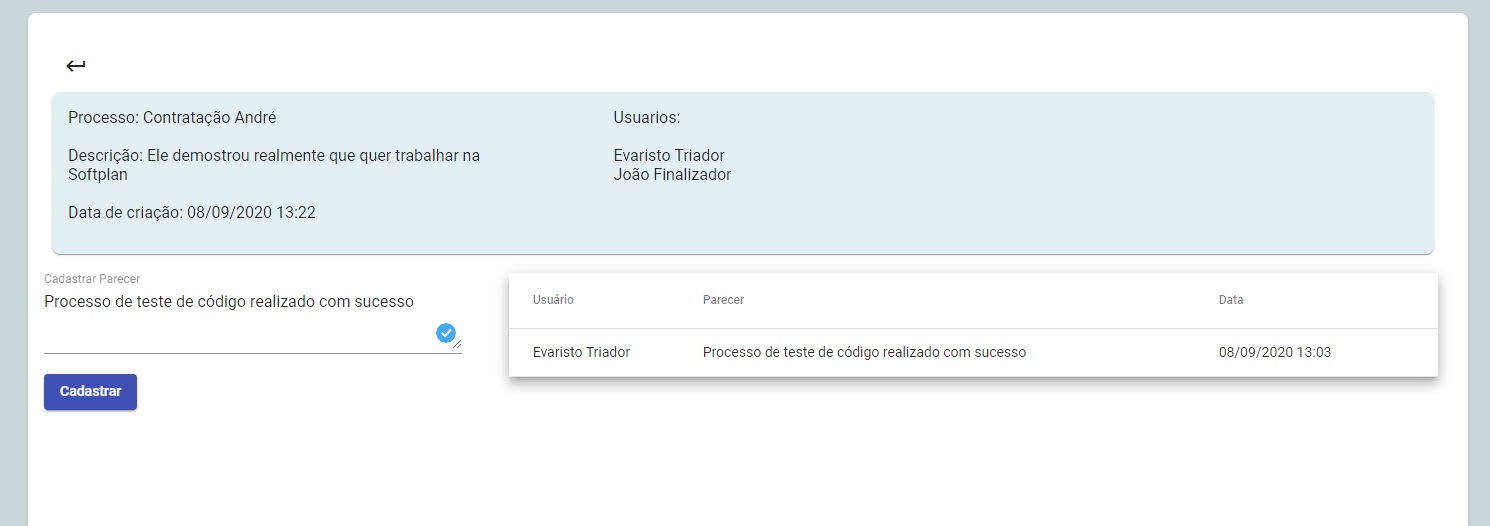 Processo: Contratação André
Descrição: Ele demostrou realmente que quer trabalhar na
Softplan
Data de criação: 08/09/2020 13:22
Usuarios:
Evaristo Triador
João Finalizador
Cadastrar Parecer
Processo de teste de código realizado com sucesso
Cadastrar
Usuário Parecer Data
Evaristo Triador Processo de teste de código realizado com sucesso 08/09/2020 13:03